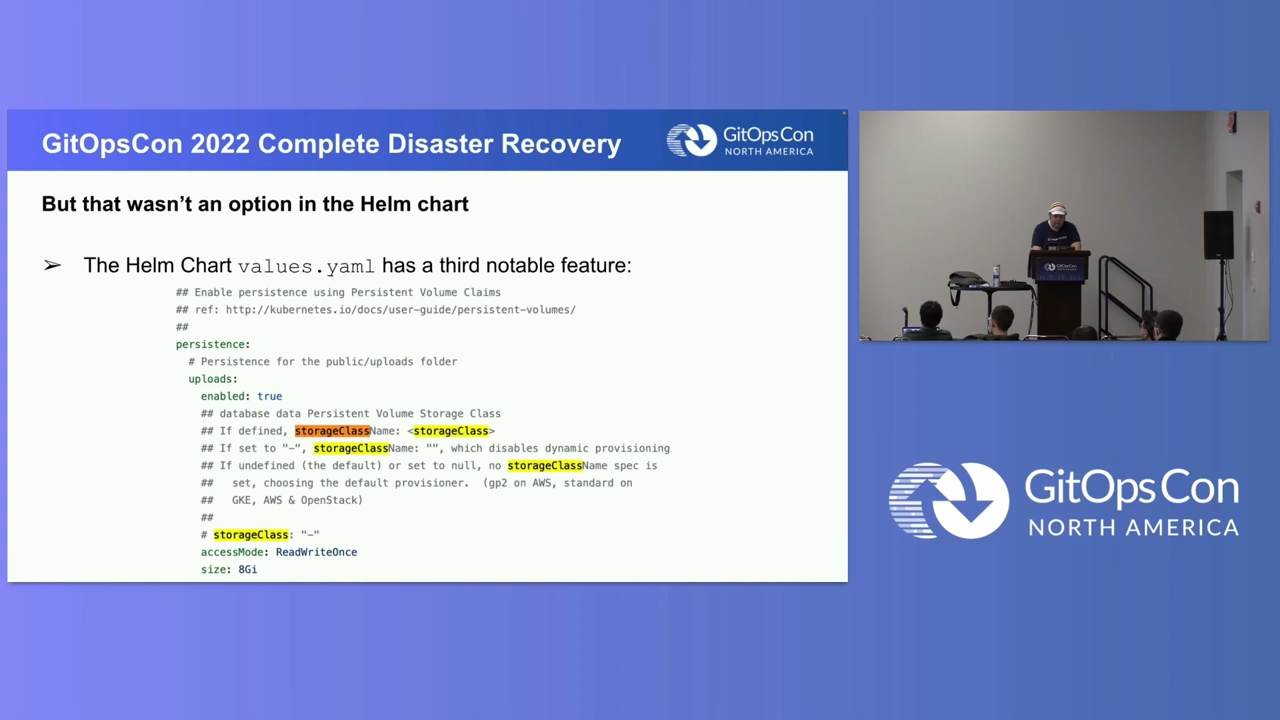 GitOpsCon 2022 Complete Disaster Recovery
GitOpsCon
NORTH AMERICA
But that wasn’t an option in the Helm chart
➢ The Helm Chart values.yaml has a third notable feature:
## Enable persistence using Persistent Volume Claims
## ref: http://kubernetes.io/docs/user-guide/persistent-volumes/
##
persistence:
# Persistence for the public/uploads folder
uploads:
enabled: true
## database data Persistent Volume Storage Class
## If defined, storageClassName: <storageClass>
## If set to "-", storageClassName: "", which disables dynamic provisioning
## If undefined (the default) or set to null, no storageClassName spec is
##   set, choosing the default provisioner.  (gp2 on AWS, standard on
##   GKE, AWS & OpenStack)
##
# storageClass: "-"
accessMode: ReadWriteOnce
size: 8Gi
GitOpsCon
GitOpsCon
NORTH AMERICA